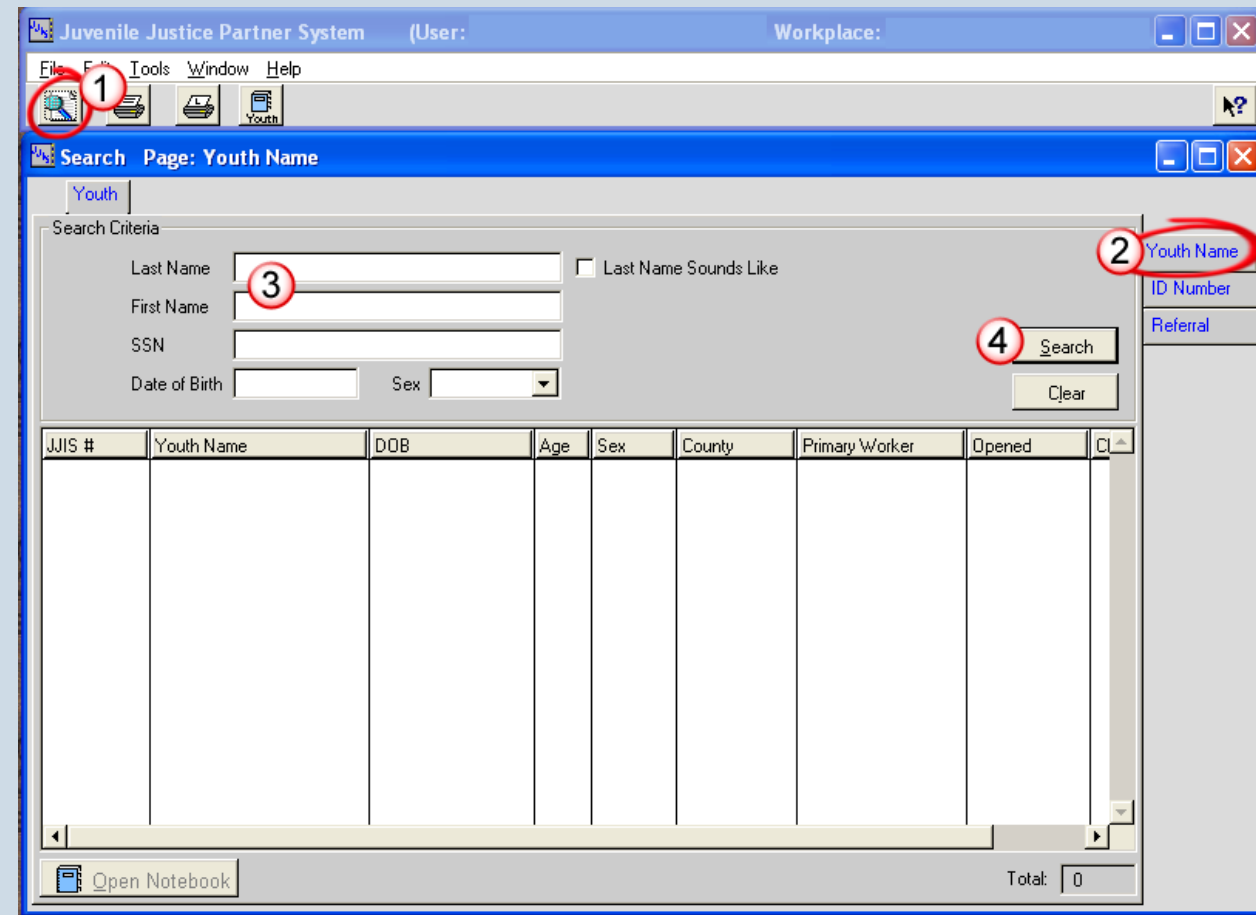 Juvenile Justice Partner System (User: Workplace:
File Edit Tools Window Help
1
Youth
Search Page: Youth Name
Youth
Search Criteria
Last Name
Last Name Sounds Like
2
Youth Name
3
First Name
ID Number
SSN
4
Search
Referral
Date of Birth Sex
Clear
JJIS # Youth Name DOB Age Sex County Primary Worker Opened Cl
Open Notebook
Total: 0